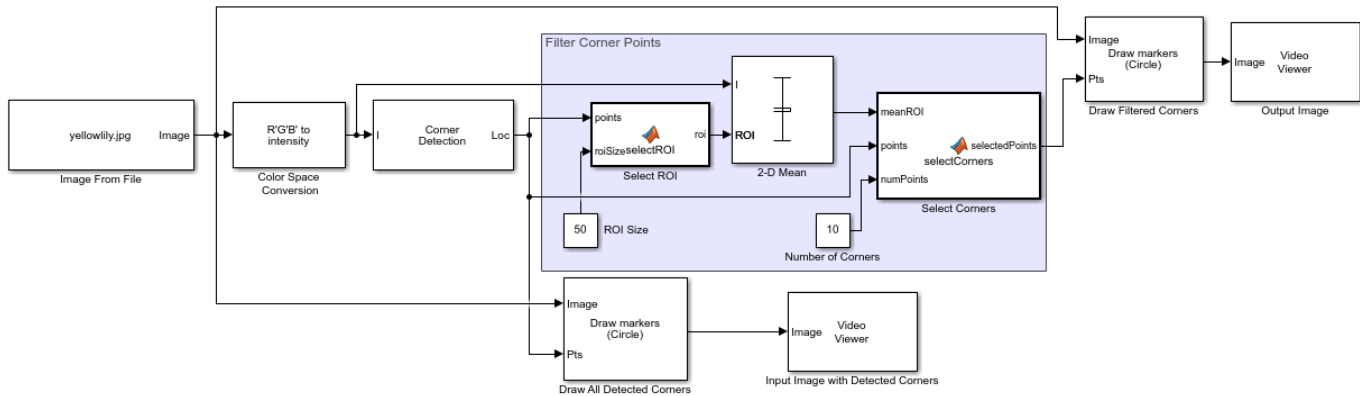 yellowlily.jpg
Image
Image From File
R'G'B' to
intensity
Color Space
Conversion
I
Corner
Detection
Loc
Filter Corner Points
points
roiSize
selectROI
roi
Select ROI
50
ROI Size
I
ROI
2-D Mean
meanROI
points
numPoints
selectCorners
selectedPoints
Select Corners
10
Number of Corners
Image
Pts
Draw markers
(Circle)
Draw Filtered Corners
Image
Video
Viewer
Output Image
Image
Pts
Draw markers
(Circle)
Draw All Detected Corners
Image
Video
Viewer
Input Image with Detected Corners